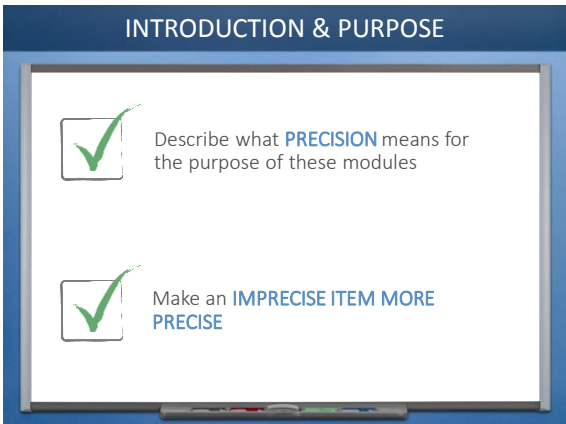 INTRODUCTION & PURPOSE
Describe what PRECISION means for
the purpose of these modules
Make an IMPRECISE ITEM MORE
PRECISE